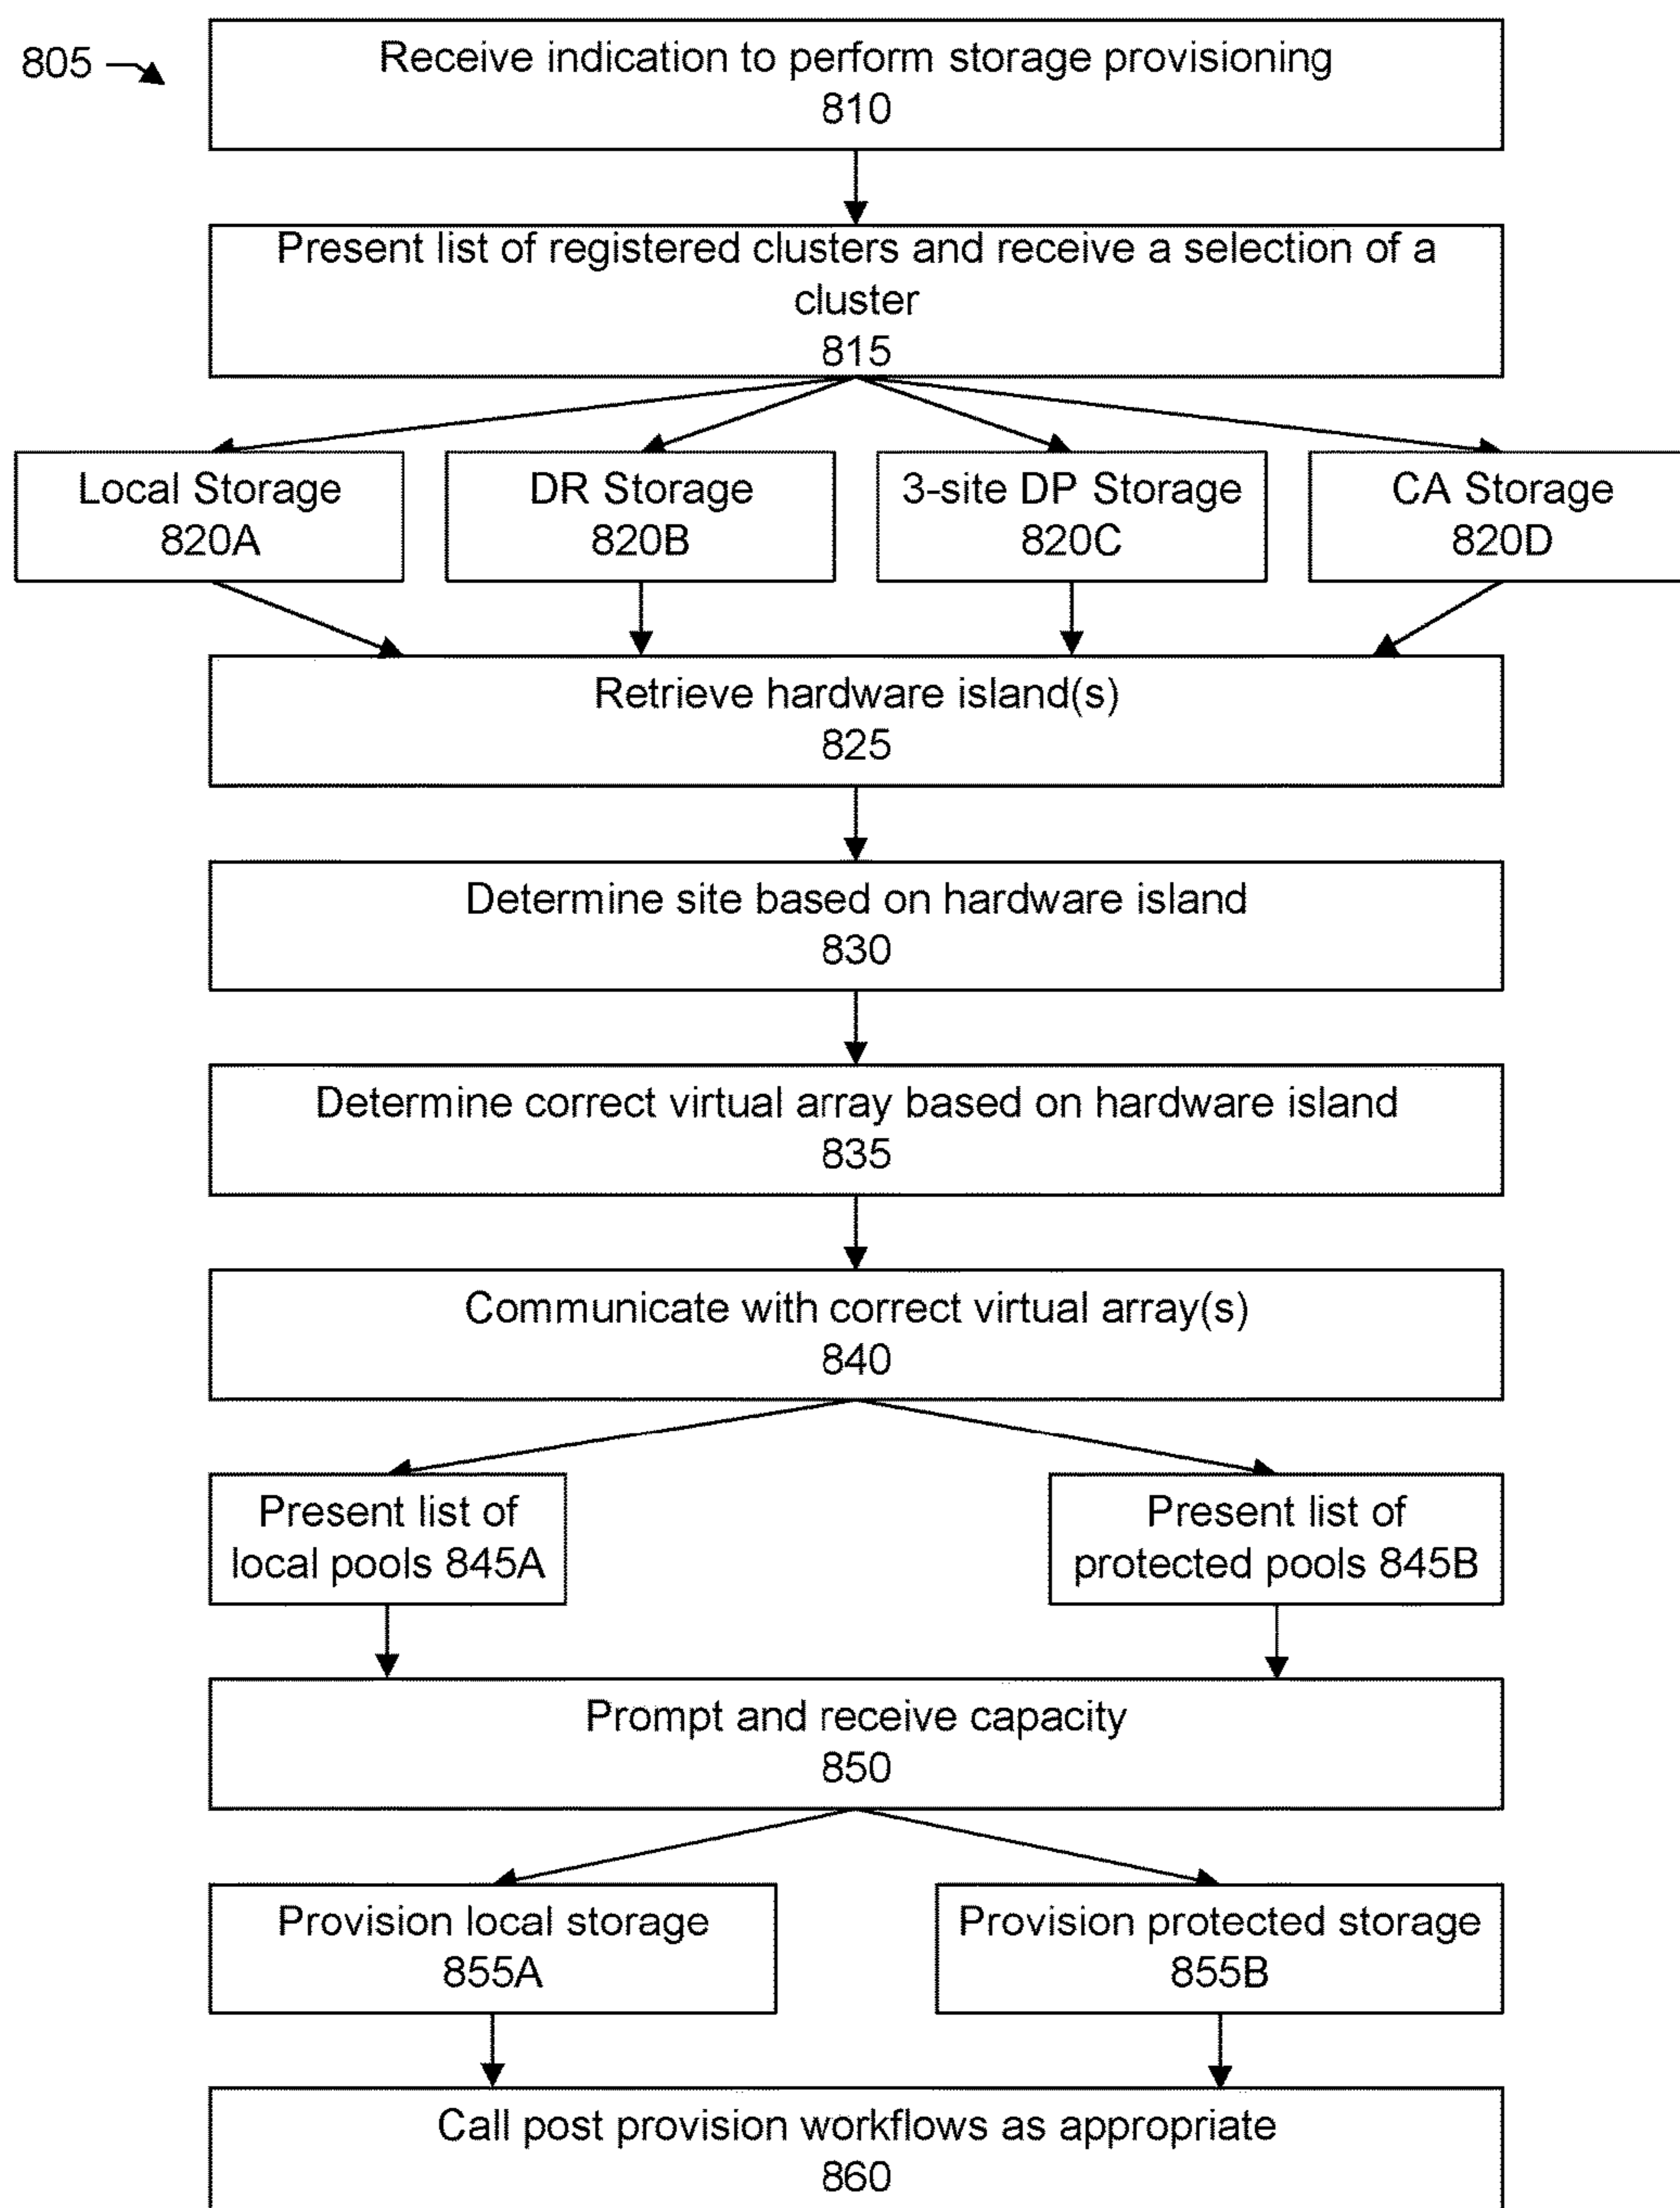 805
Receive indication to perform storage provisioning
810
Present list of registered clusters and receive a selection of a
cluster
815
Local Storage
820A
DR Storage
820B
3-site DP Storage
820C
CA Storage
820D
Retrieve hardware island(s)
825
Determine site based on hardware island
830
Determine correct virtual array based on hardware island
835
Communicate with correct virtual array(s)
840
Present list of
local pools 845A
Present list of
protected pools 845B
Prompt and receive capacity
850
Provision local storage
855A
Provision protected storage
855B
Call post provision workflows as appropriate
860